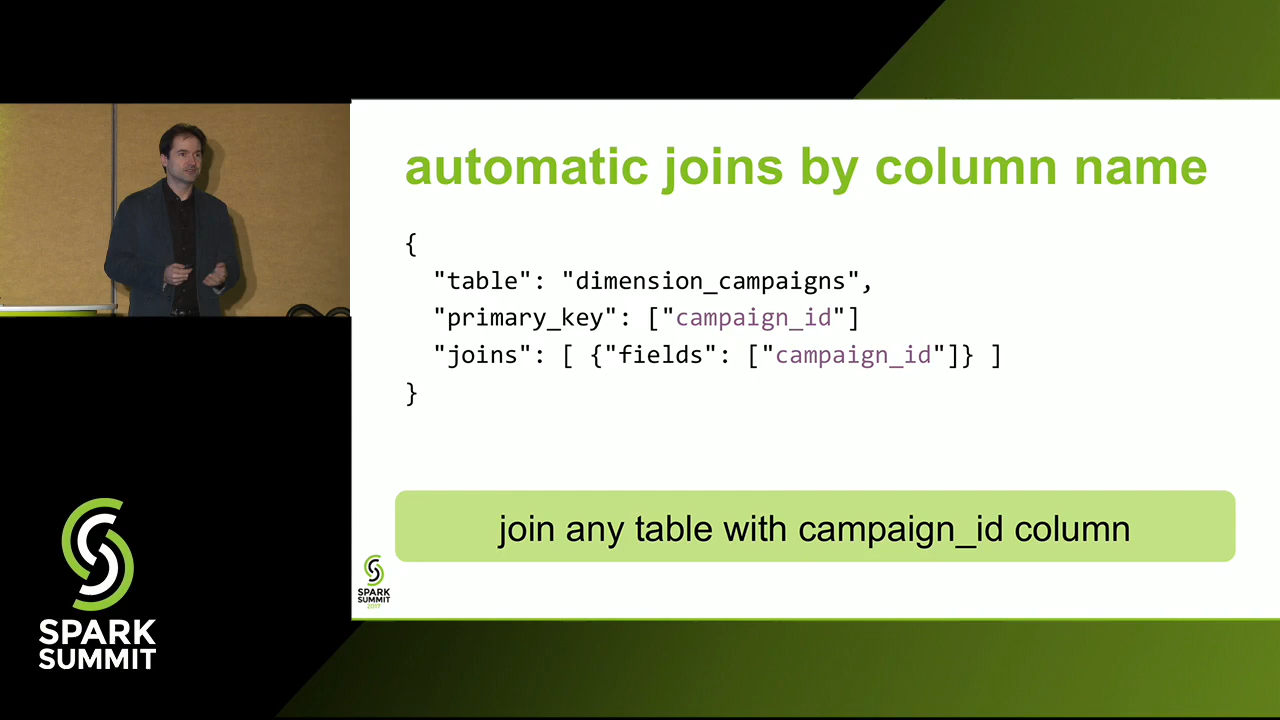 automatic joins by column name
{
"table": "dimension_campaigns",
"primary_key": ["campaign_id"]
"joins": [ {"fields": ["campaign_id"]} ]
}
join any table with campaign_id column
SPARK
SUMMIT
2017
SPARK
SUMMIT